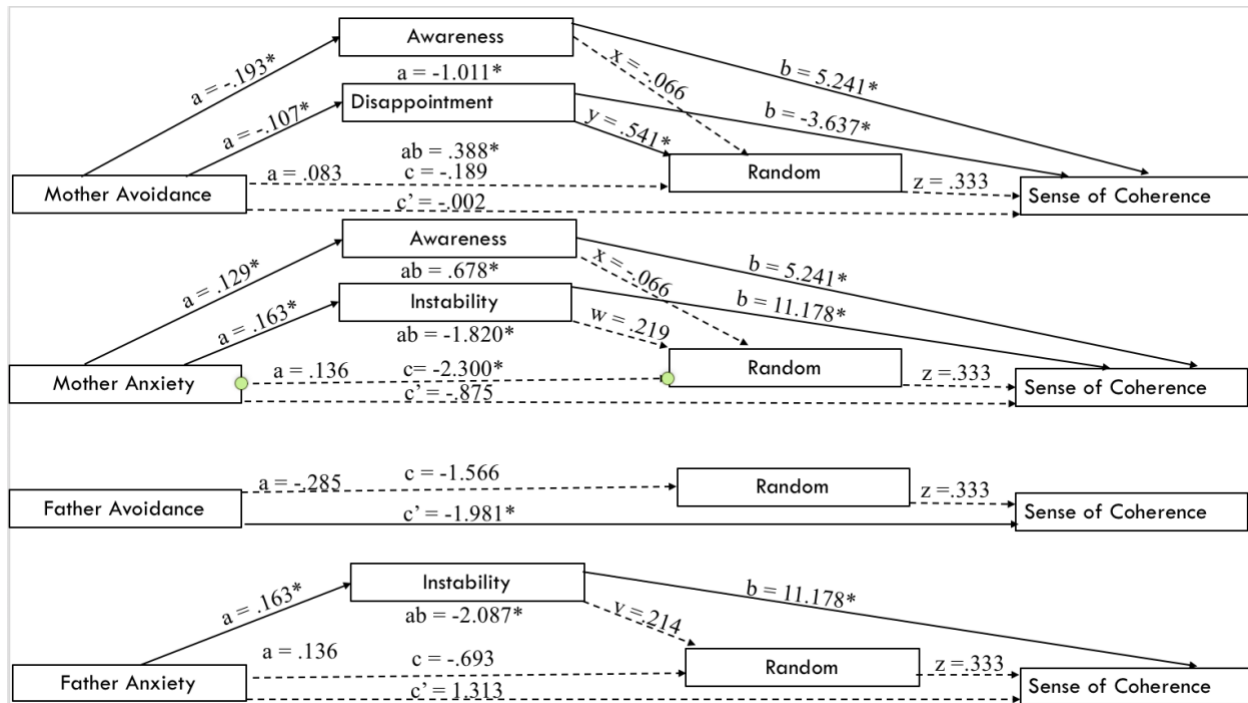 Awareness
a = -.193*
x = -.066
b = 5.241*
a = -1.011*
Disappointment
a = -.107*
y = .541*
b = -3.637*
ab = .388*
Random
a = .083
c = -.189
z = .333
Mother Avoidance
c’ = -.002
Sense of Coherence
Awareness
a = .129*
x = -.066
b = 5.241*
ab = .678*
Instability
a = .163*
w = .219
b = 11.178*
ab = -1.820*
Random
a = .136
c= -2.300*
z =.333
Mother Anxiety
c’ = -.875
Sense of Coherence
a = -.285
c = -1.566
Random
z =.333
Father Avoidance
c’ = -1.981*
Sense of Coherence
Instability
a = .163*
b = 11.178*
ab = -2.087*
y = .214
a = .136
c = -.693
Random
z =.333
Father Anxiety
c’ = 1.313
Sense of Coherence